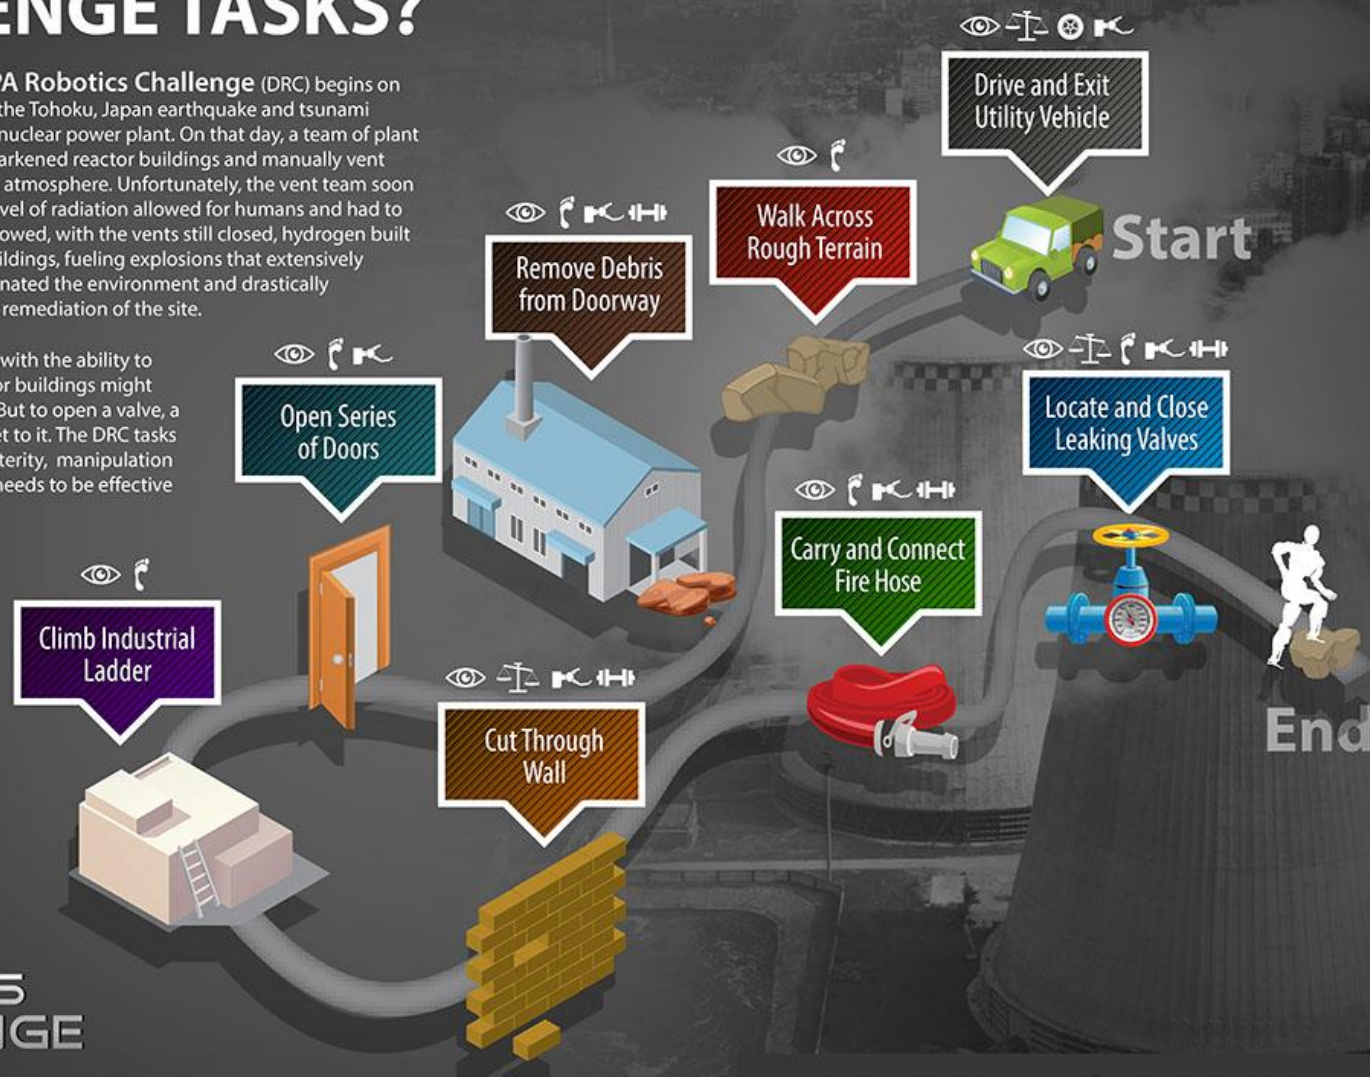 ENGE TASKS?
PA Robotics Challenge (DRC) begins on
the Tohoku, Japan earthquake and tsunami
nuclear power plant. On that day, a team of plant
arkened reactor buildings and manually vent
atmosphere. Unfortunately, the vent team soon
vel of radiation allowed for humans and had to
owed, with the vents still closed, hydrogen built
ildings, fueling explosions that extensively
nated the environment and drastically
remediation of the site.
with the ability to
or buildings might
But to open a valve, a
et to it. The DRC tasks
terity, manipulation
needs to be effective
Drive and Exit
Utility Vehicle
Start
Walk Across
Rough Terrain
Remove Debris
from Doorway
Open Series
of Doors
Climb Industrial
Ladder
Cut Through
Wall
Carry and Connect
Fire Hose
Locate and Close
Leaking Valves
End
S
NGE